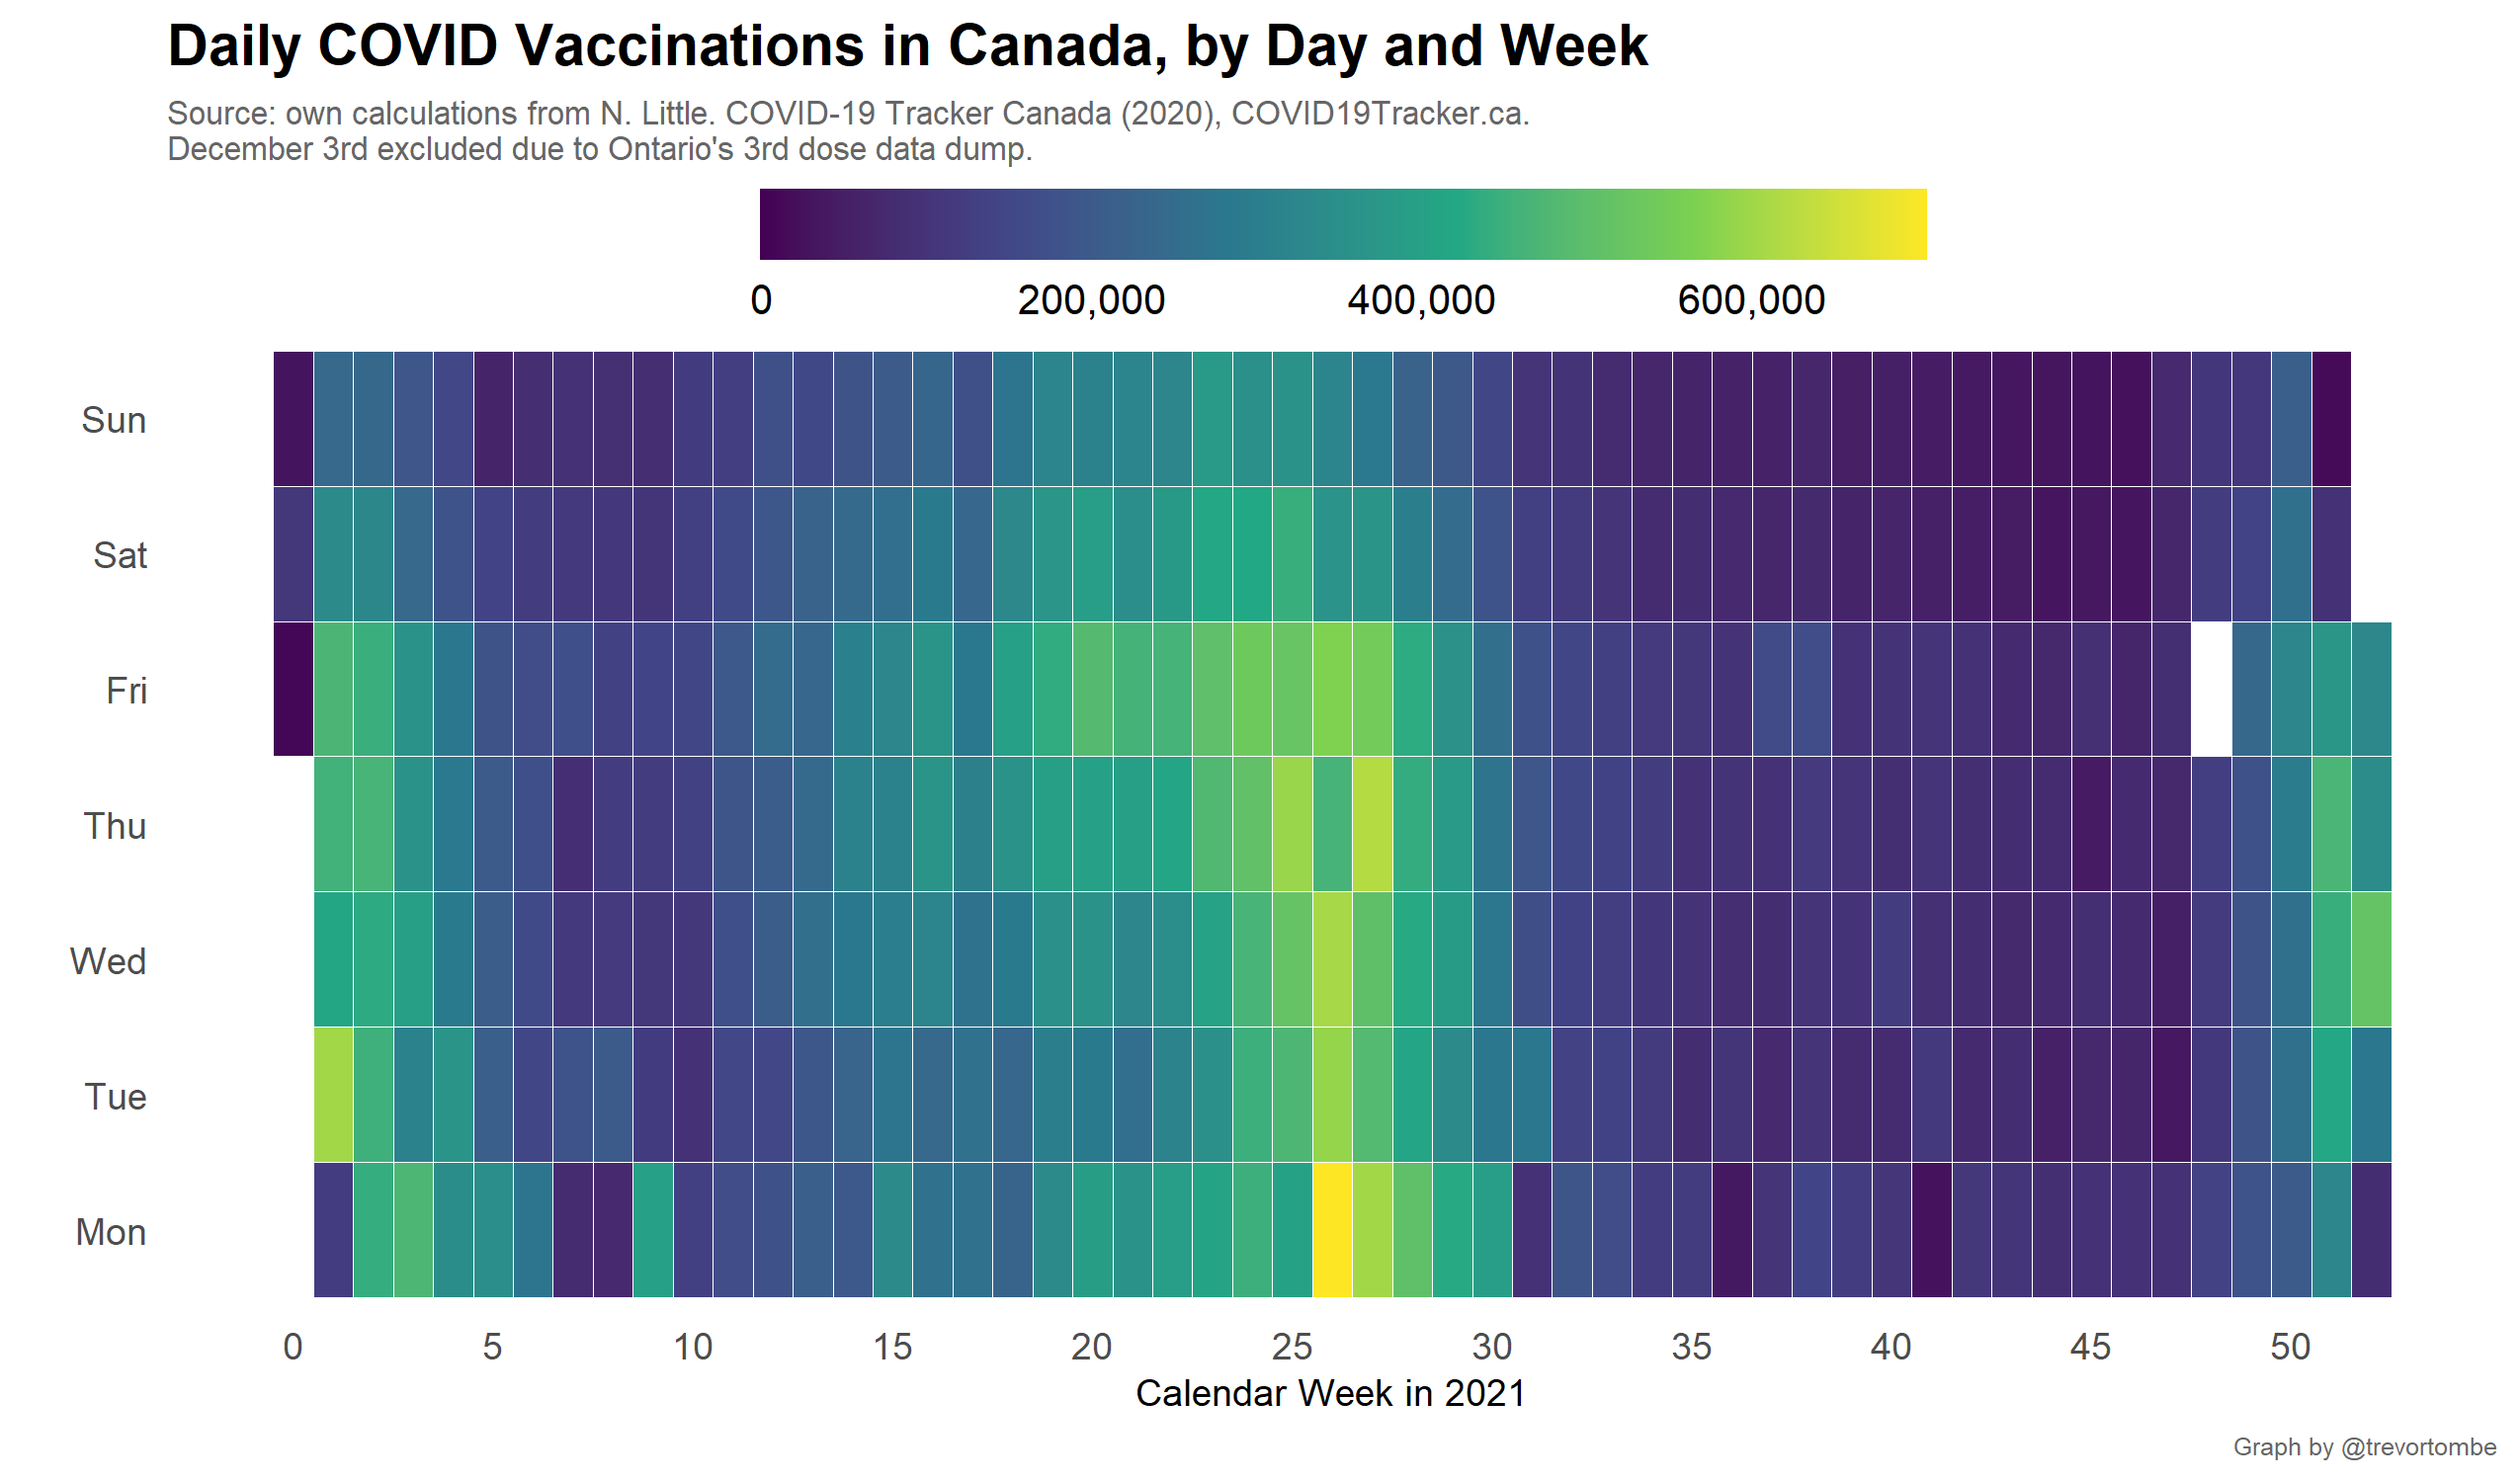 Daily COVID Vaccinations in Canada, by Day and Week
Source: own calculations from N. Little. COVID-19 Tracker Canada (2020), COVID19Tracker.ca.
December 3rd excluded due to Ontario's 3rd dose data dump.
0 200,000 400,000 600,000
Sun
Sat
Fri
Thu
Wed
Tue
Mon
0 5 10 15 20 25 30 35 40 45 50
Calendar Week in 2021
Graph by @trevortombe